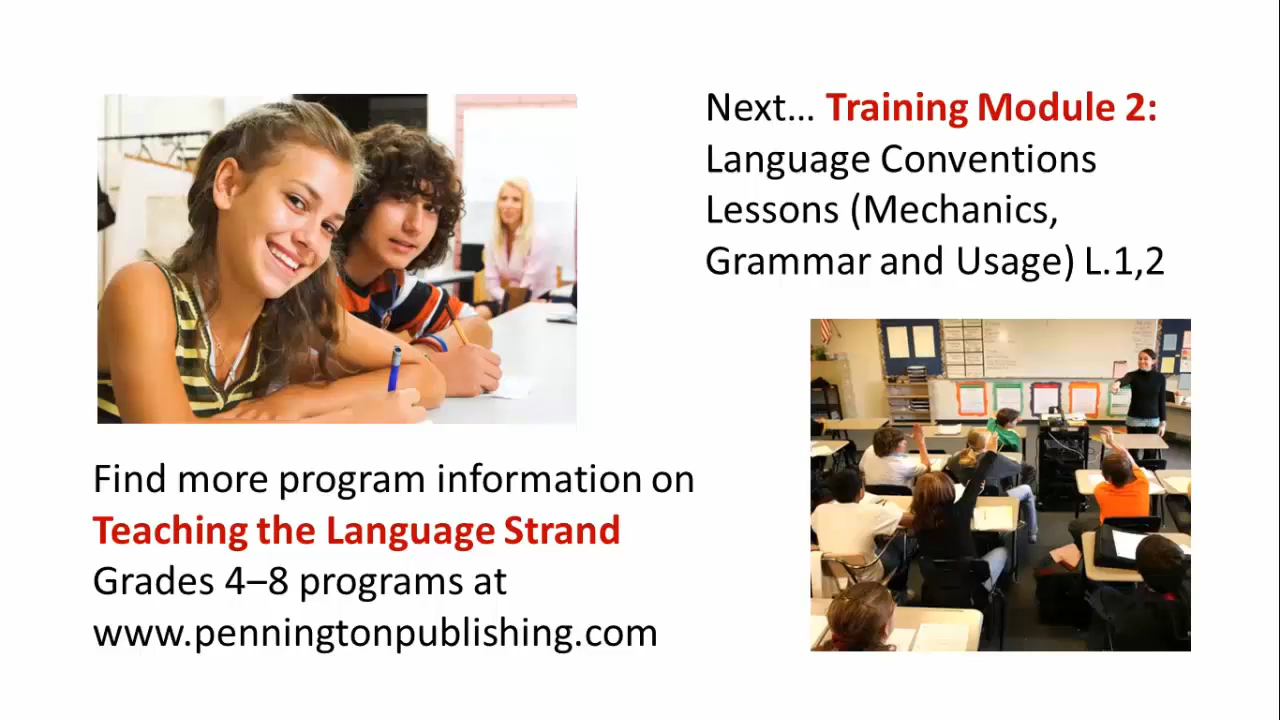 Next... Training Module 2:
Language Conventions
Lessons (Mechanics,
Grammar and Usage) L.1,2
Find more program information on
Teaching the Language Strand
Grades 4–8 programs at
www.penningtonpublishing.com